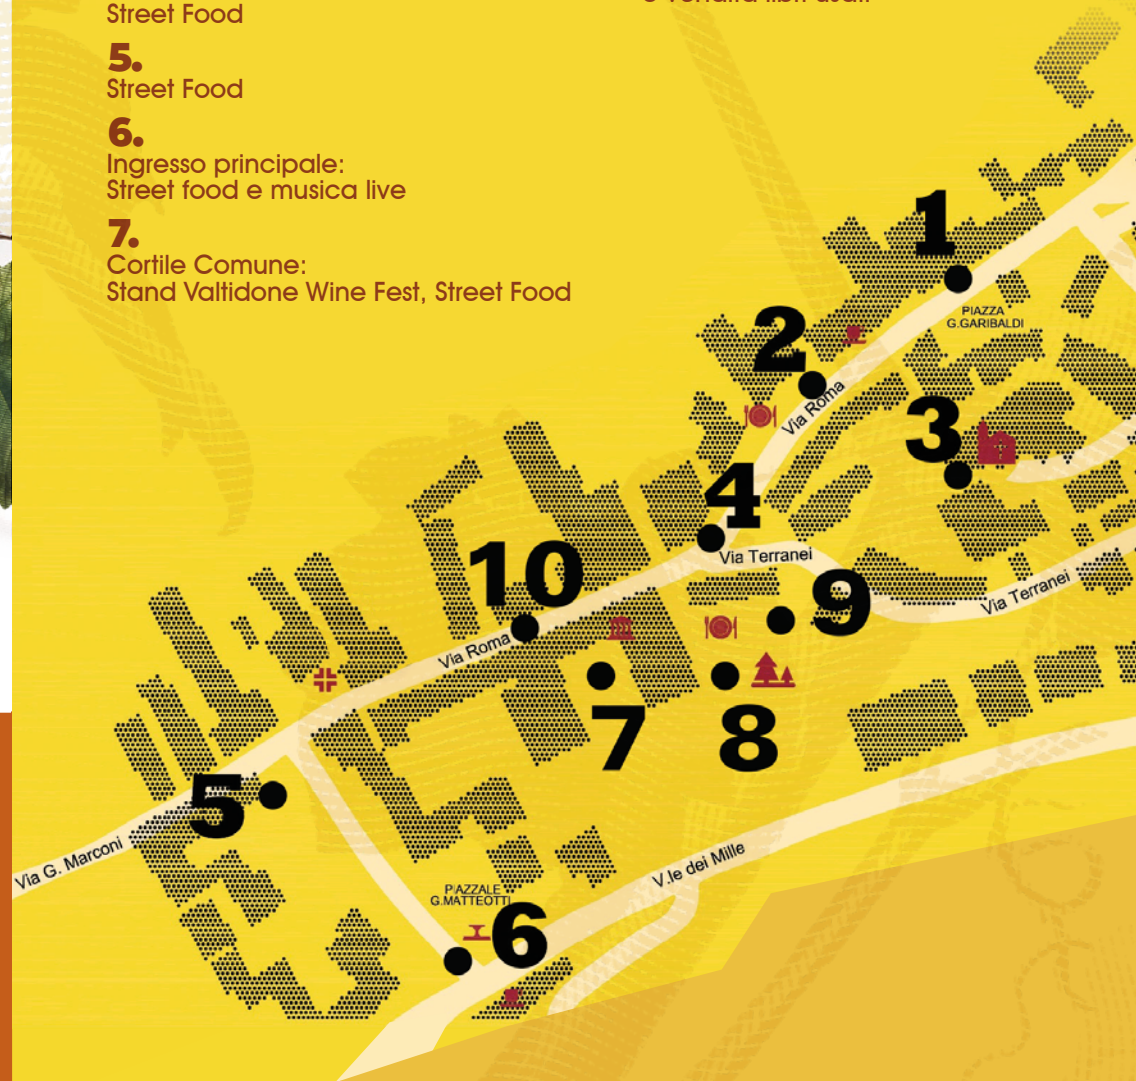 Street Food
5.
Street Food
6.
Ingresso principale:
Street food e musica live
7.
Cortile Comune:
Stand Valtidone Wine Fest, Street Food
1
PIAZZA
G.GARIBALDI
2
Via Roma
3
4
Via Terranei
10
9
Via Terranei
Via Roma
7
8
5
Via G. Marconi
V.le dei Mille
PIAZZALE
G.MATTEOTTI
6